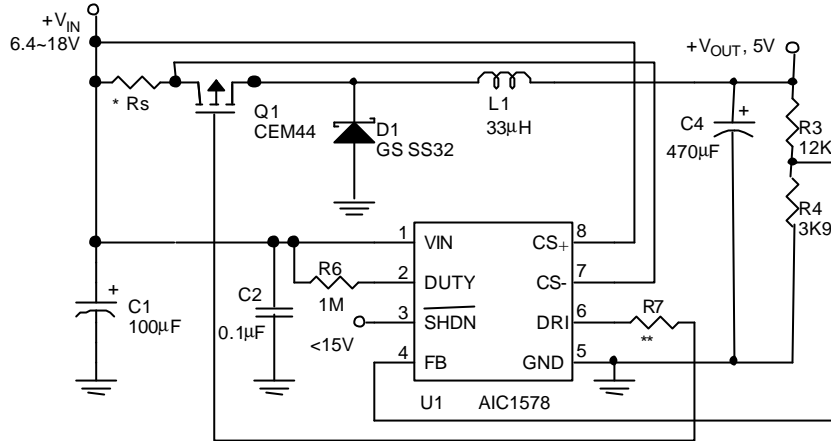 +VIN
6.4~18V
* Rs
Q1
CEM44
D1
GS SS32
L1
33µH
+VOUT, 5V
C4
+
470µF
R3
12K
R4
3K9
1 VIN CS+ 8
2 DUTY CS- 7
3 SHDN DRI 6
4 FB GND 5
R6
1M
R7
**
+
C1
100µF
C2
0.1µF
<15V
U1 AIC1578